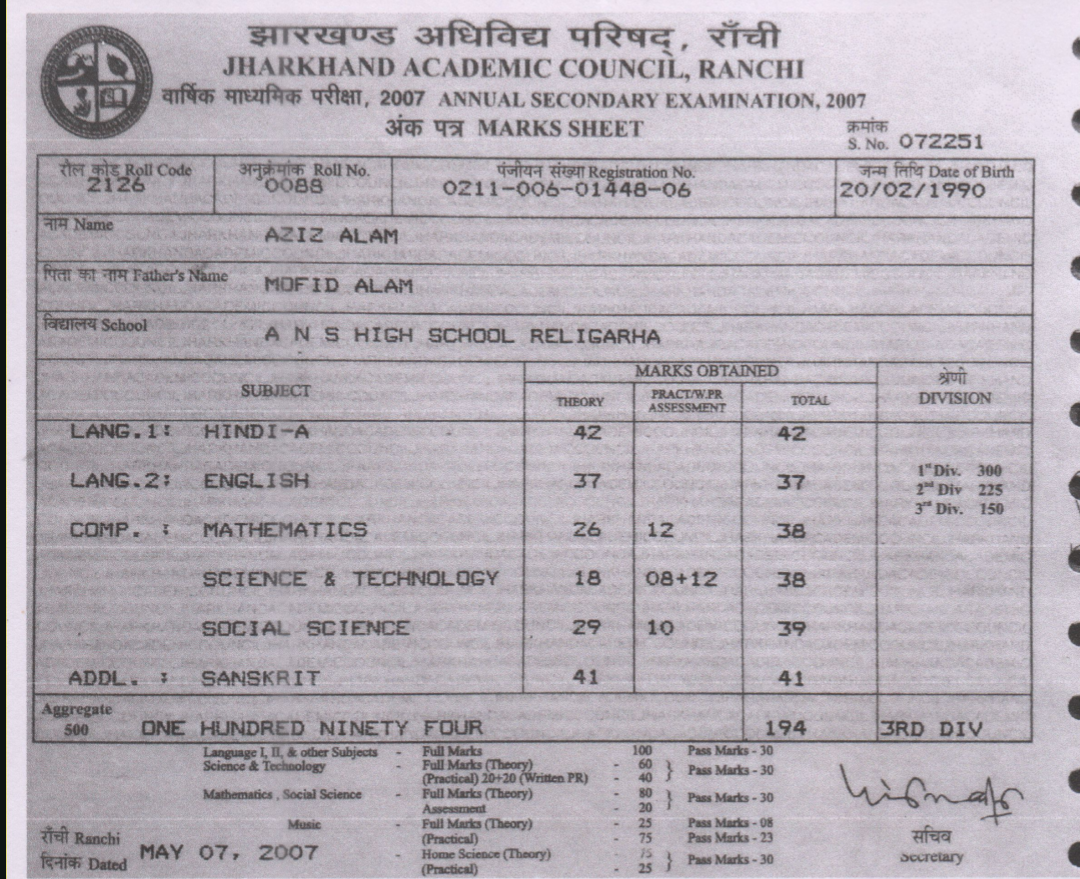 झारखण्ड अधिविद्य परिषद्, राँची
JHARKHAND ACADEMIC COUNCIL, RANCHI
वार्षिक माध्यमिक परीक्षा, 2007 ANNUAL SECONDARY EXAMINATION, 2007
अंक पत्र MARKS SHEET
क्रमांक
S. No. 072251
रौल कोड Roll Code 2126
अनुक्रमांक Roll No. 0088
पंजीयन संख्या Registration No. 0211-006-01448-06
जन्म तिथि Date of Birth 20/02/1990
नाम Name AZIZ ALAM
पिता का नाम Father's Name MOFID ALAM
विद्यालय School A N S HIGH SCHOOL RELIGARHA
SUBJECT MARKS OBTAINED श्रेणी DIVISION
THEORY PRACT/W.PR ASSESSMENT TOTAL
LANG.1: HINDI-A 42 42
LANG.2: ENGLISH 37 37
1st Div. 300
2nd Div 225
3rd Div. 150
COMP. : MATHEMATICS 26 12 38
SCIENCE & TECHNOLOGY 18 08+12 38
SOCIAL SCIENCE 29 10 39
ADDL. : SANSKRIT 41 41
Aggregate
500 ONE HUNDRED NINETY FOUR 194 3RD DIV
Language I, II, & other Subjects - Full Marks 100 Pass Marks - 30
Science & Technology - Full Marks (Theory) - 60 } Pass Marks - 30
(Practical) 20+20 (Written PR) - 40
Mathematics , Social Science - Full Marks (Theory) - 80 } Pass Marks - 30
Assessment - 20
Music - Full Marks (Theory) - 25 Pass Marks - 08
(Practical) - 75 Pass Marks - 23
- Home Science (Theory) - 75 } Pass Marks - 30
(Practical) - 25
राँची Ranchi
दिनांक Dated MAY 07, 2007
सचिव
Secretary